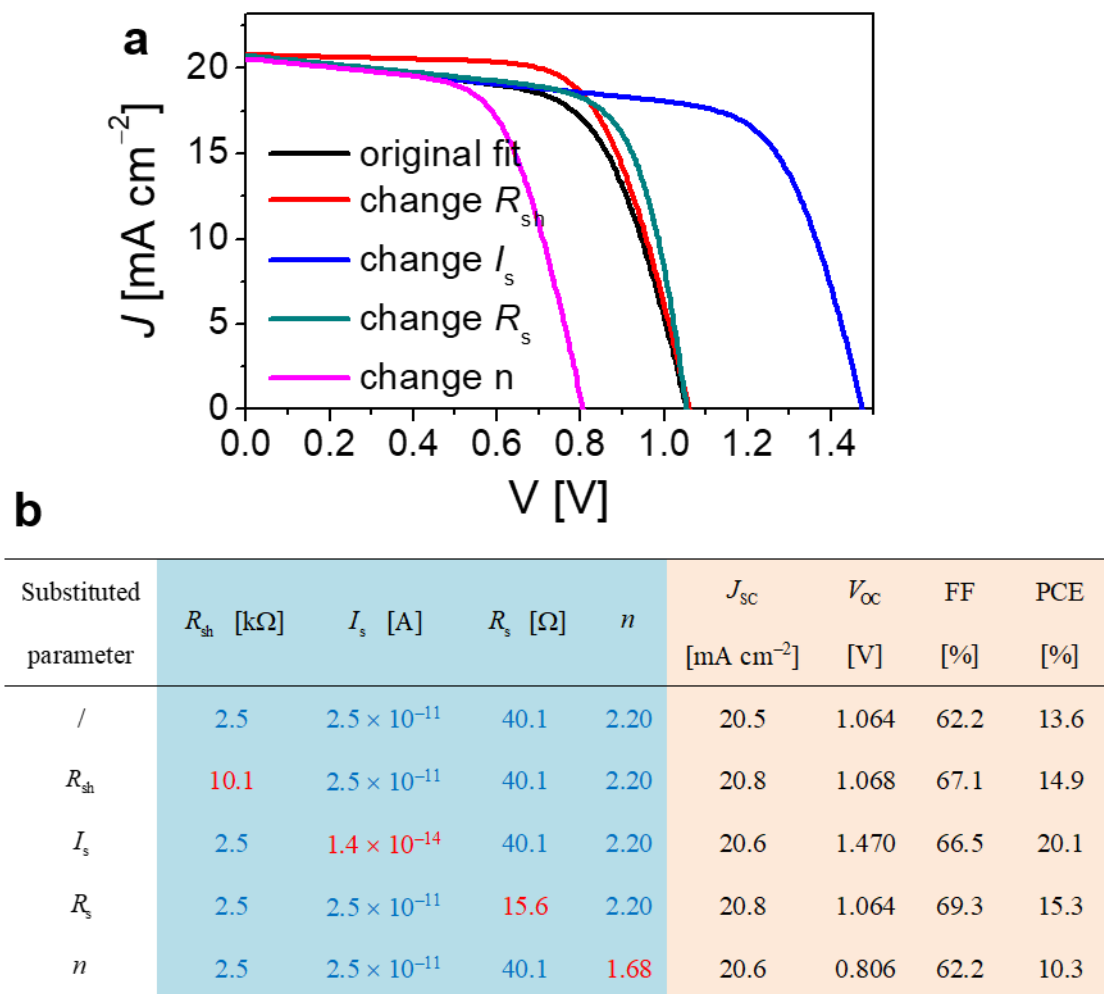 a
J [mA cm⁻²]
20
15
10
5
0
original fit
change Rsh
change Is
change Rs
change n
0.0 0.2 0.4 0.6 0.8 1.0 1.2 1.4
V [V]
b
Substituted parameter Rsh [kΩ] Is [A] Rs [Ω] n JSC [mA cm⁻²] VOC [V] FF [%] PCE [%]
/ 2.5 2.5 × 10⁻¹¹ 40.1 2.20 20.5 1.064 62.2 13.6
Rsh 10.1 2.5 × 10⁻¹¹ 40.1 2.20 20.8 1.068 67.1 14.9
Is 2.5 1.4 × 10⁻¹⁴ 40.1 2.20 20.6 1.470 66.5 20.1
Rs 2.5 2.5 × 10⁻¹¹ 15.6 2.20 20.8 1.064 69.3 15.3
n 2.5 2.5 × 10⁻¹¹ 40.1 1.68 20.6 0.806 62.2 10.3